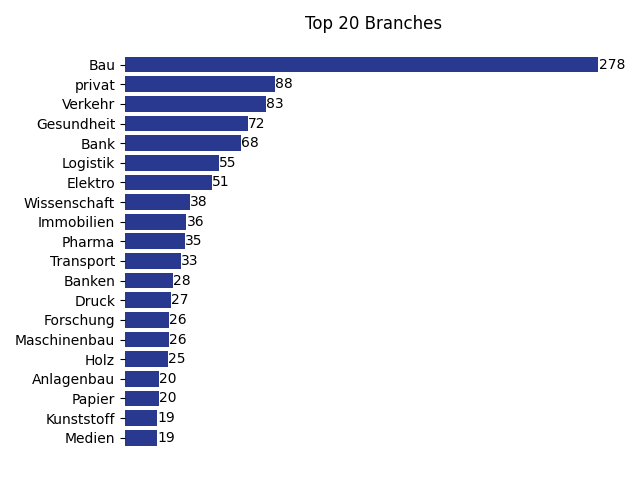 Top 20 Branches
Bau 278
privat 88
Verkehr 83
Gesundheit 72
Bank 68
Logistik 55
Elektro 51
Wissenschaft 38
Immobilien 36
Pharma 35
Transport 33
Banken 28
Druck 27
Forschung 26
Maschinenbau 26
Holz 25
Anlagenbau 20
Papier 20
Kunststoff 19
Medien 19